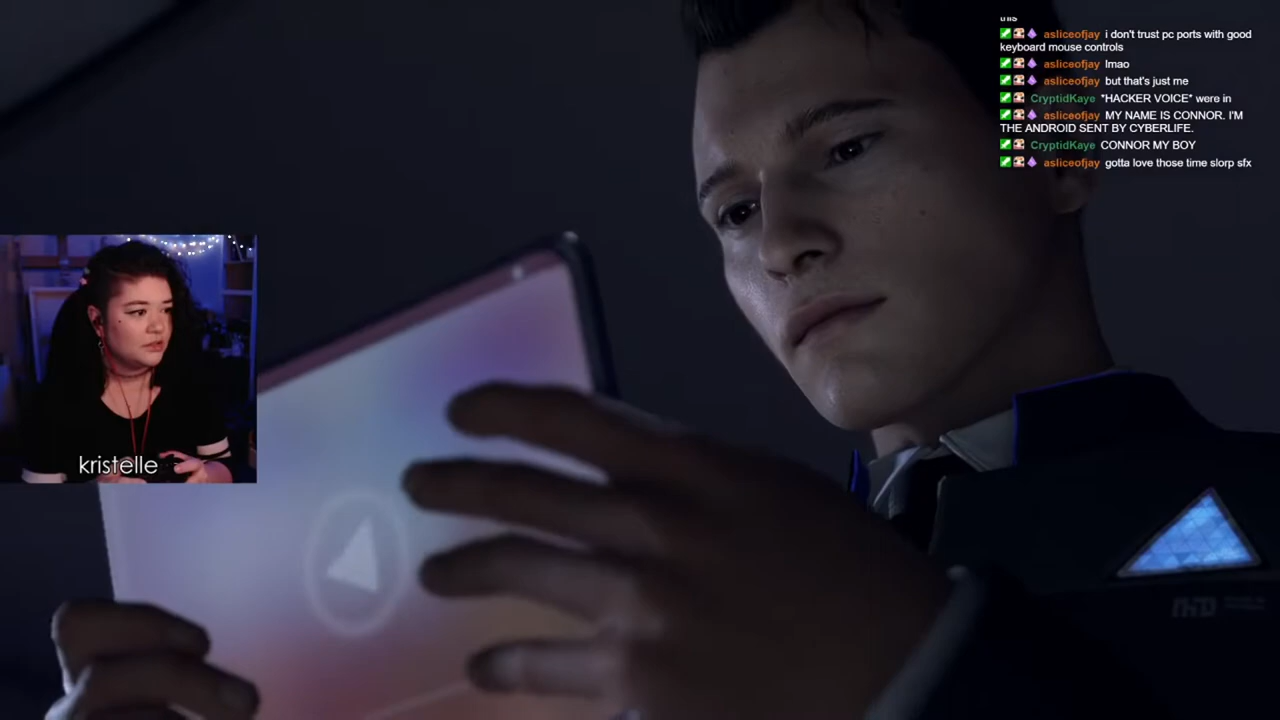 asliceofjay i don't trust pc ports with good
keyboard mouse controls
asliceofjay lmao
asliceofjay but that's just me
CryptidKaye *HACKER VOICE* were in
asliceofjay MY NAME IS CONNOR. I'M
THE ANDROID SENT BY CYBERLIFE.
CryptidKaye CONNOR MY BOY
asliceofjay gotta love those time slorp sfx
kristelle